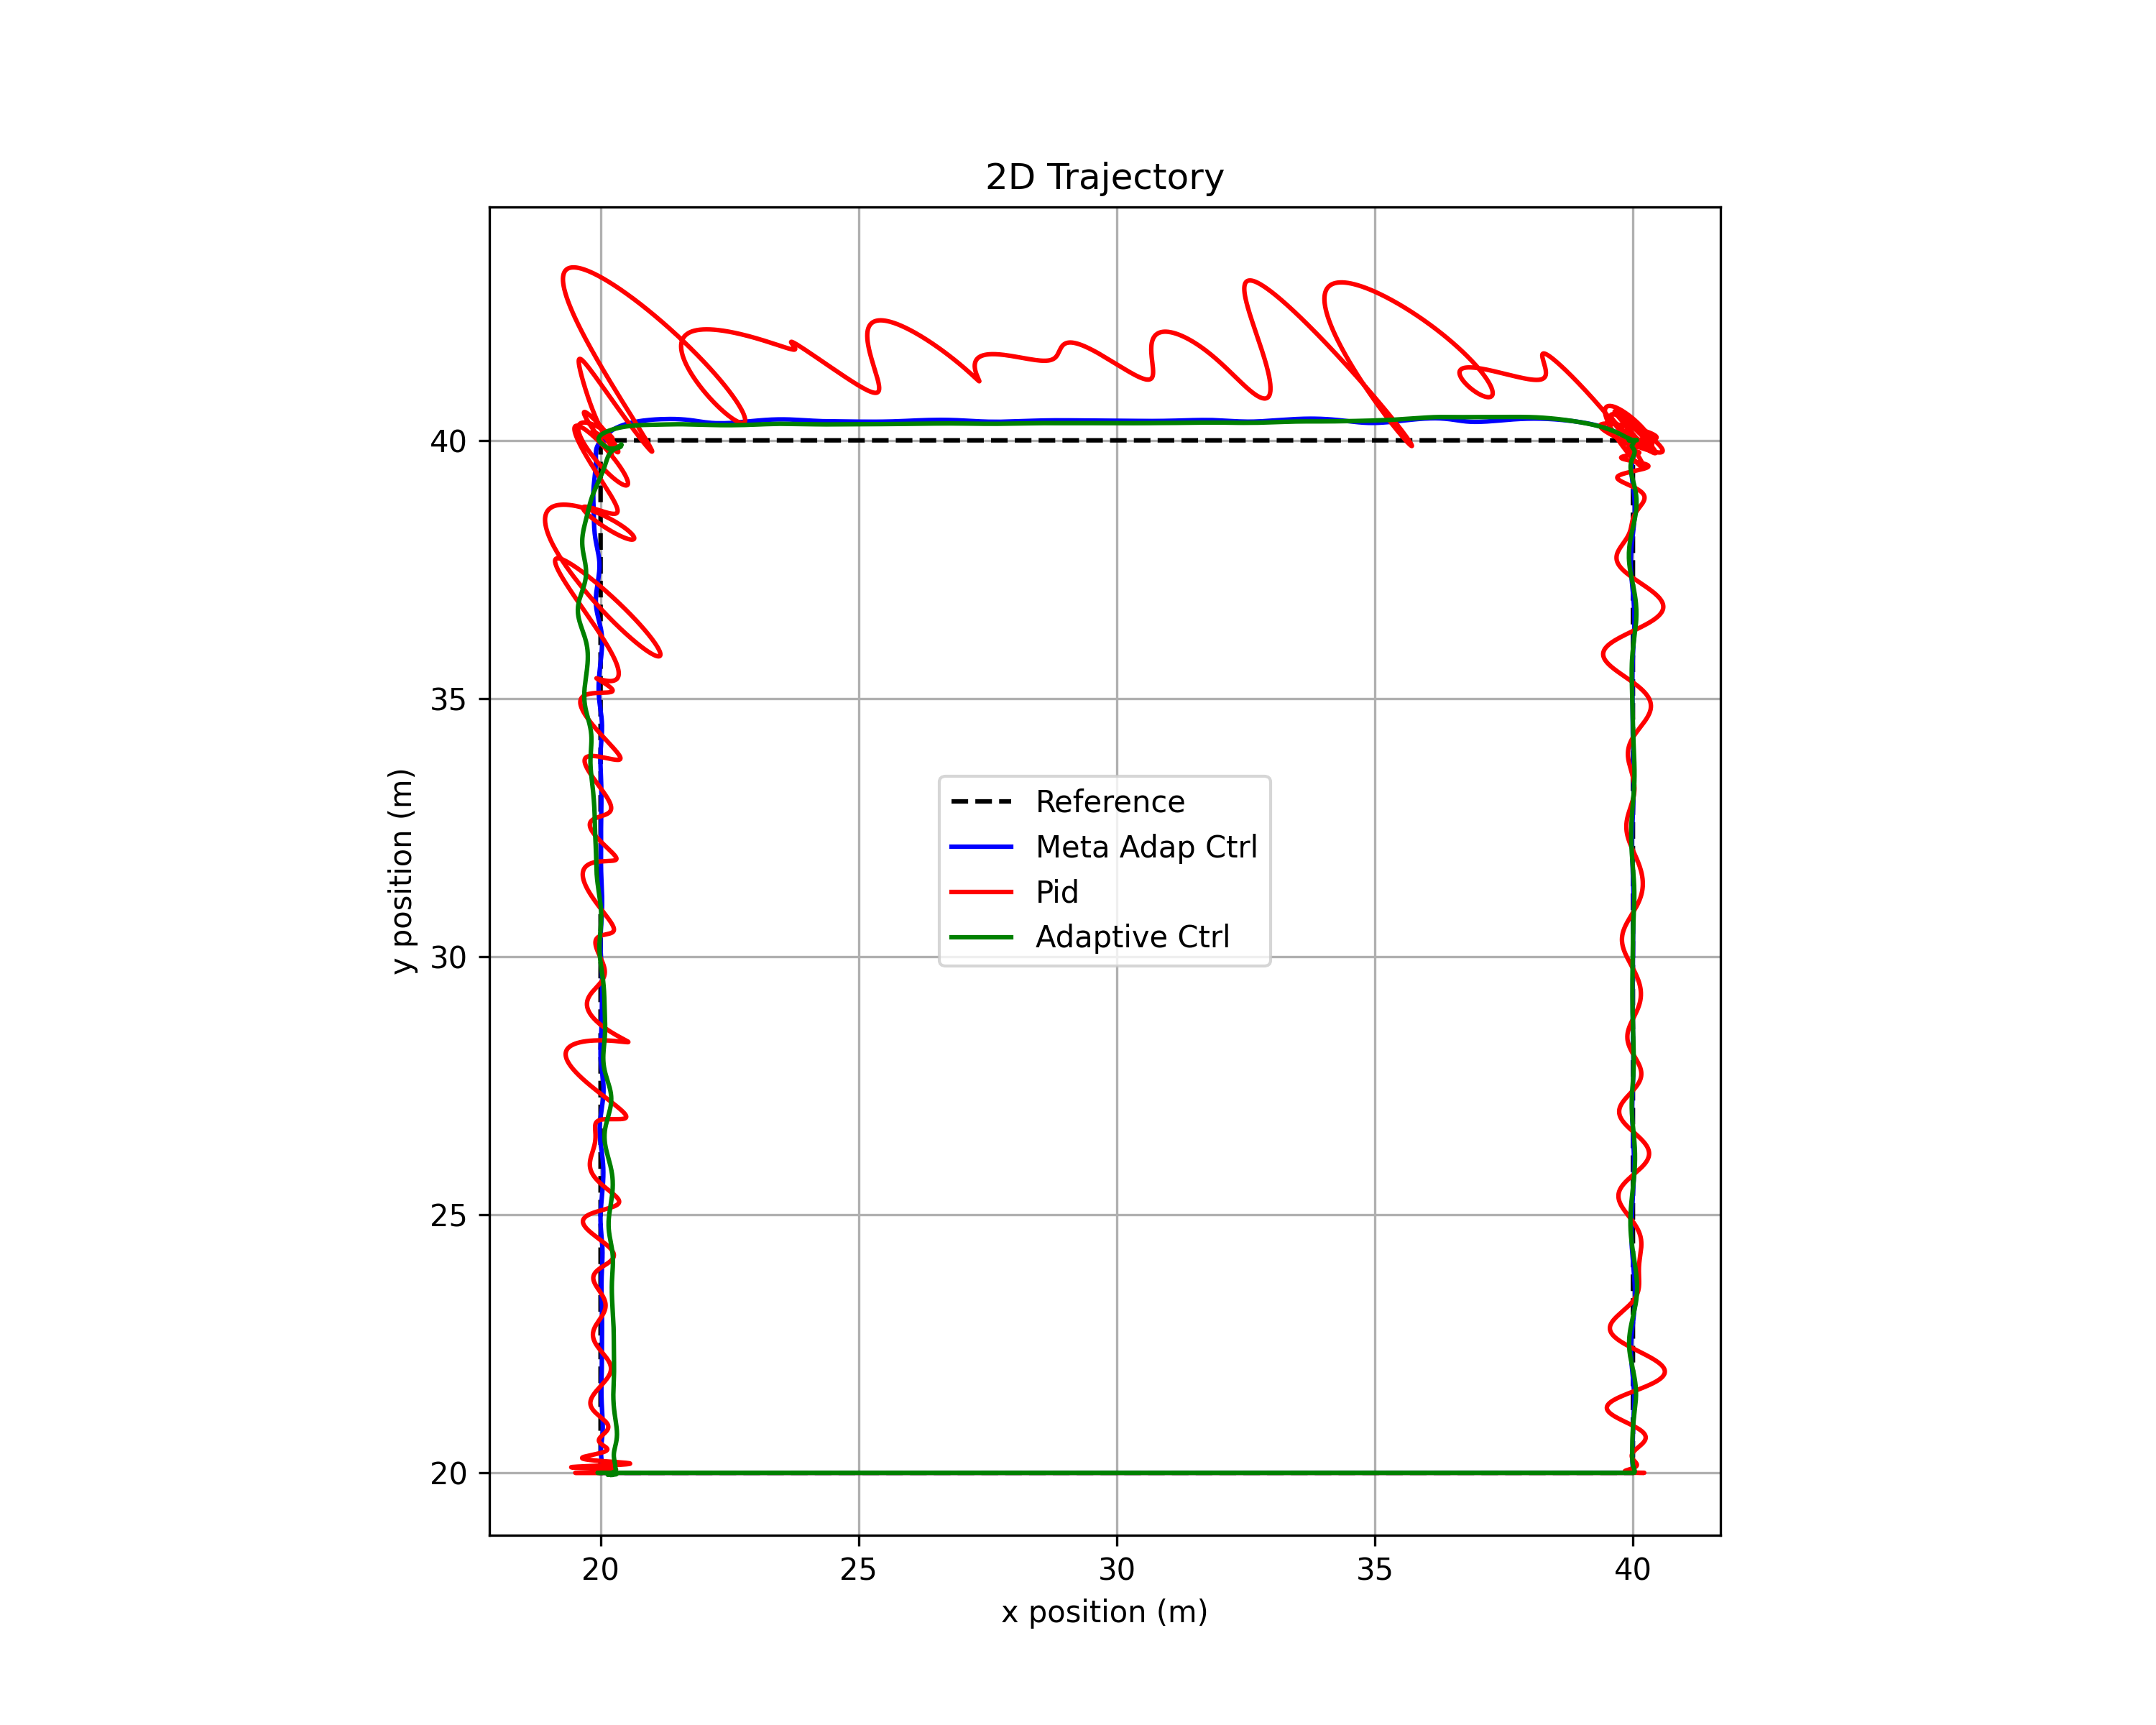 2D Trajectory
y position (m)
40
35
30
25
20
Reference
Meta Adap Ctrl
Pid
Adaptive Ctrl
20 25 30 35 40
x position (m)